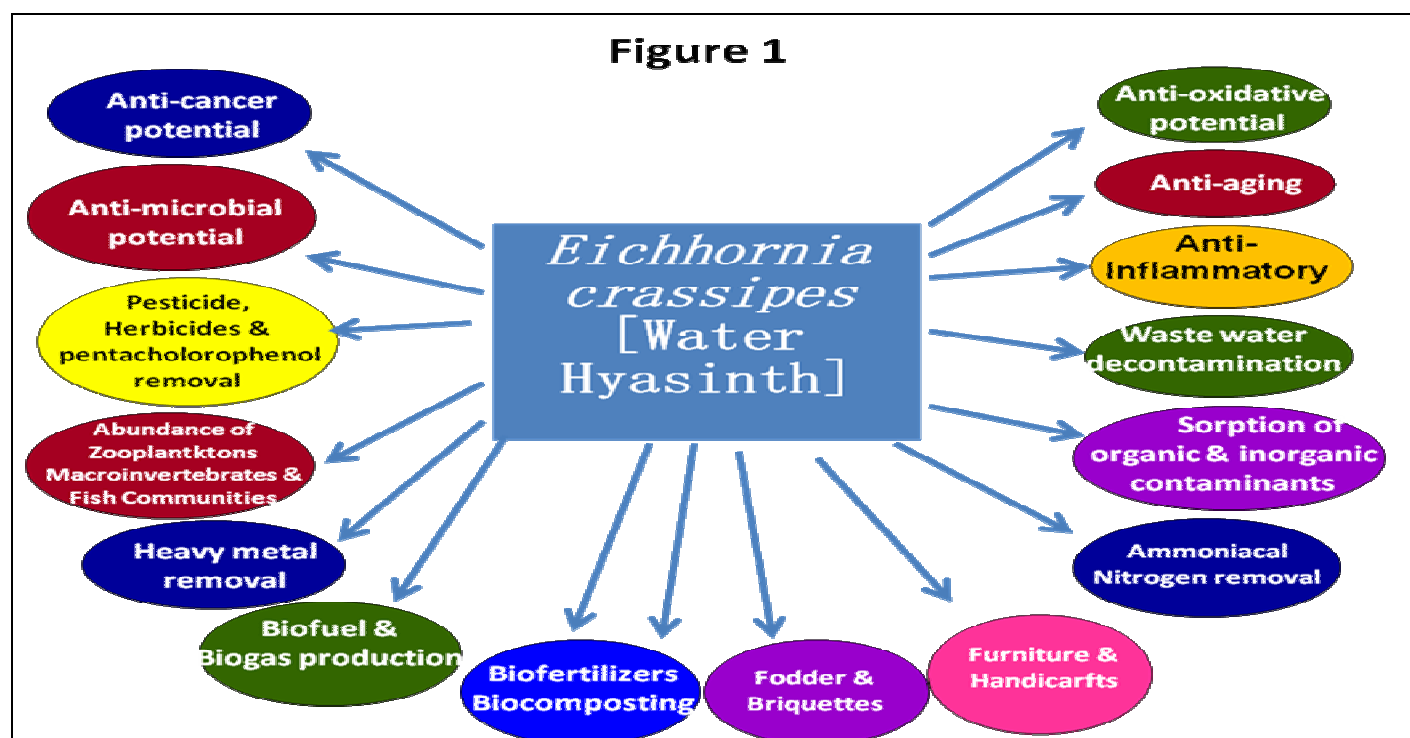 Figure 1
Anti-cancer
potential
Anti-microbial
potential
Pesticide,
Herbicides &
pentacholorophenol
removal
Abundance of
Zooplantktons
Macroinvertebrates &
Fish Communities
Heavy metal
removal
Biofuel &
Biogas production
Eichhornia
crassipes
[Water
Hyasinth]
Biofertilizers
Biocomposting
Fodder &
Briquettes
Furniture &
Handicarfts
Anti-oxidative
potential
Anti-aging
Anti-
Inflammatory
Waste water
decontamination
Sorption of
organic & inorganic
contaminants
Ammoniacal
Nitrogen removal